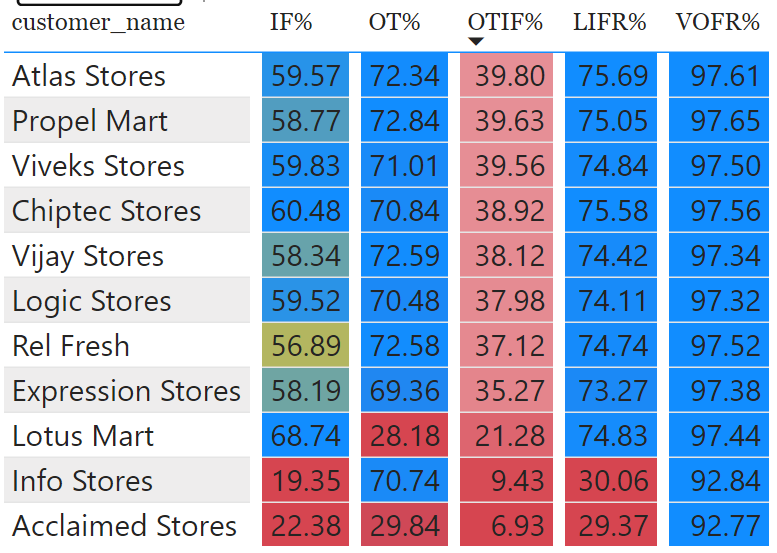 customer_name IF% OT% OTIF% LIFR% VOFR%
Atlas Stores 59.57 72.34 39.80 75.69 97.61
Propel Mart 58.77 72.84 39.63 75.05 97.65
Viveks Stores 59.83 71.01 39.56 74.84 97.50
Chiptec Stores 60.48 70.84 38.92 75.58 97.56
Vijay Stores 58.34 72.59 38.12 74.42 97.34
Logic Stores 59.52 70.48 37.98 74.11 97.32
Rel Fresh 56.89 72.58 37.12 74.74 97.52
Expression Stores 58.19 69.36 35.27 73.27 97.38
Lotus Mart 68.74 28.18 21.28 74.83 97.44
Info Stores 19.35 70.74 9.43 30.06 92.84
Acclaimed Stores 22.38 29.84 6.93 29.37 92.77